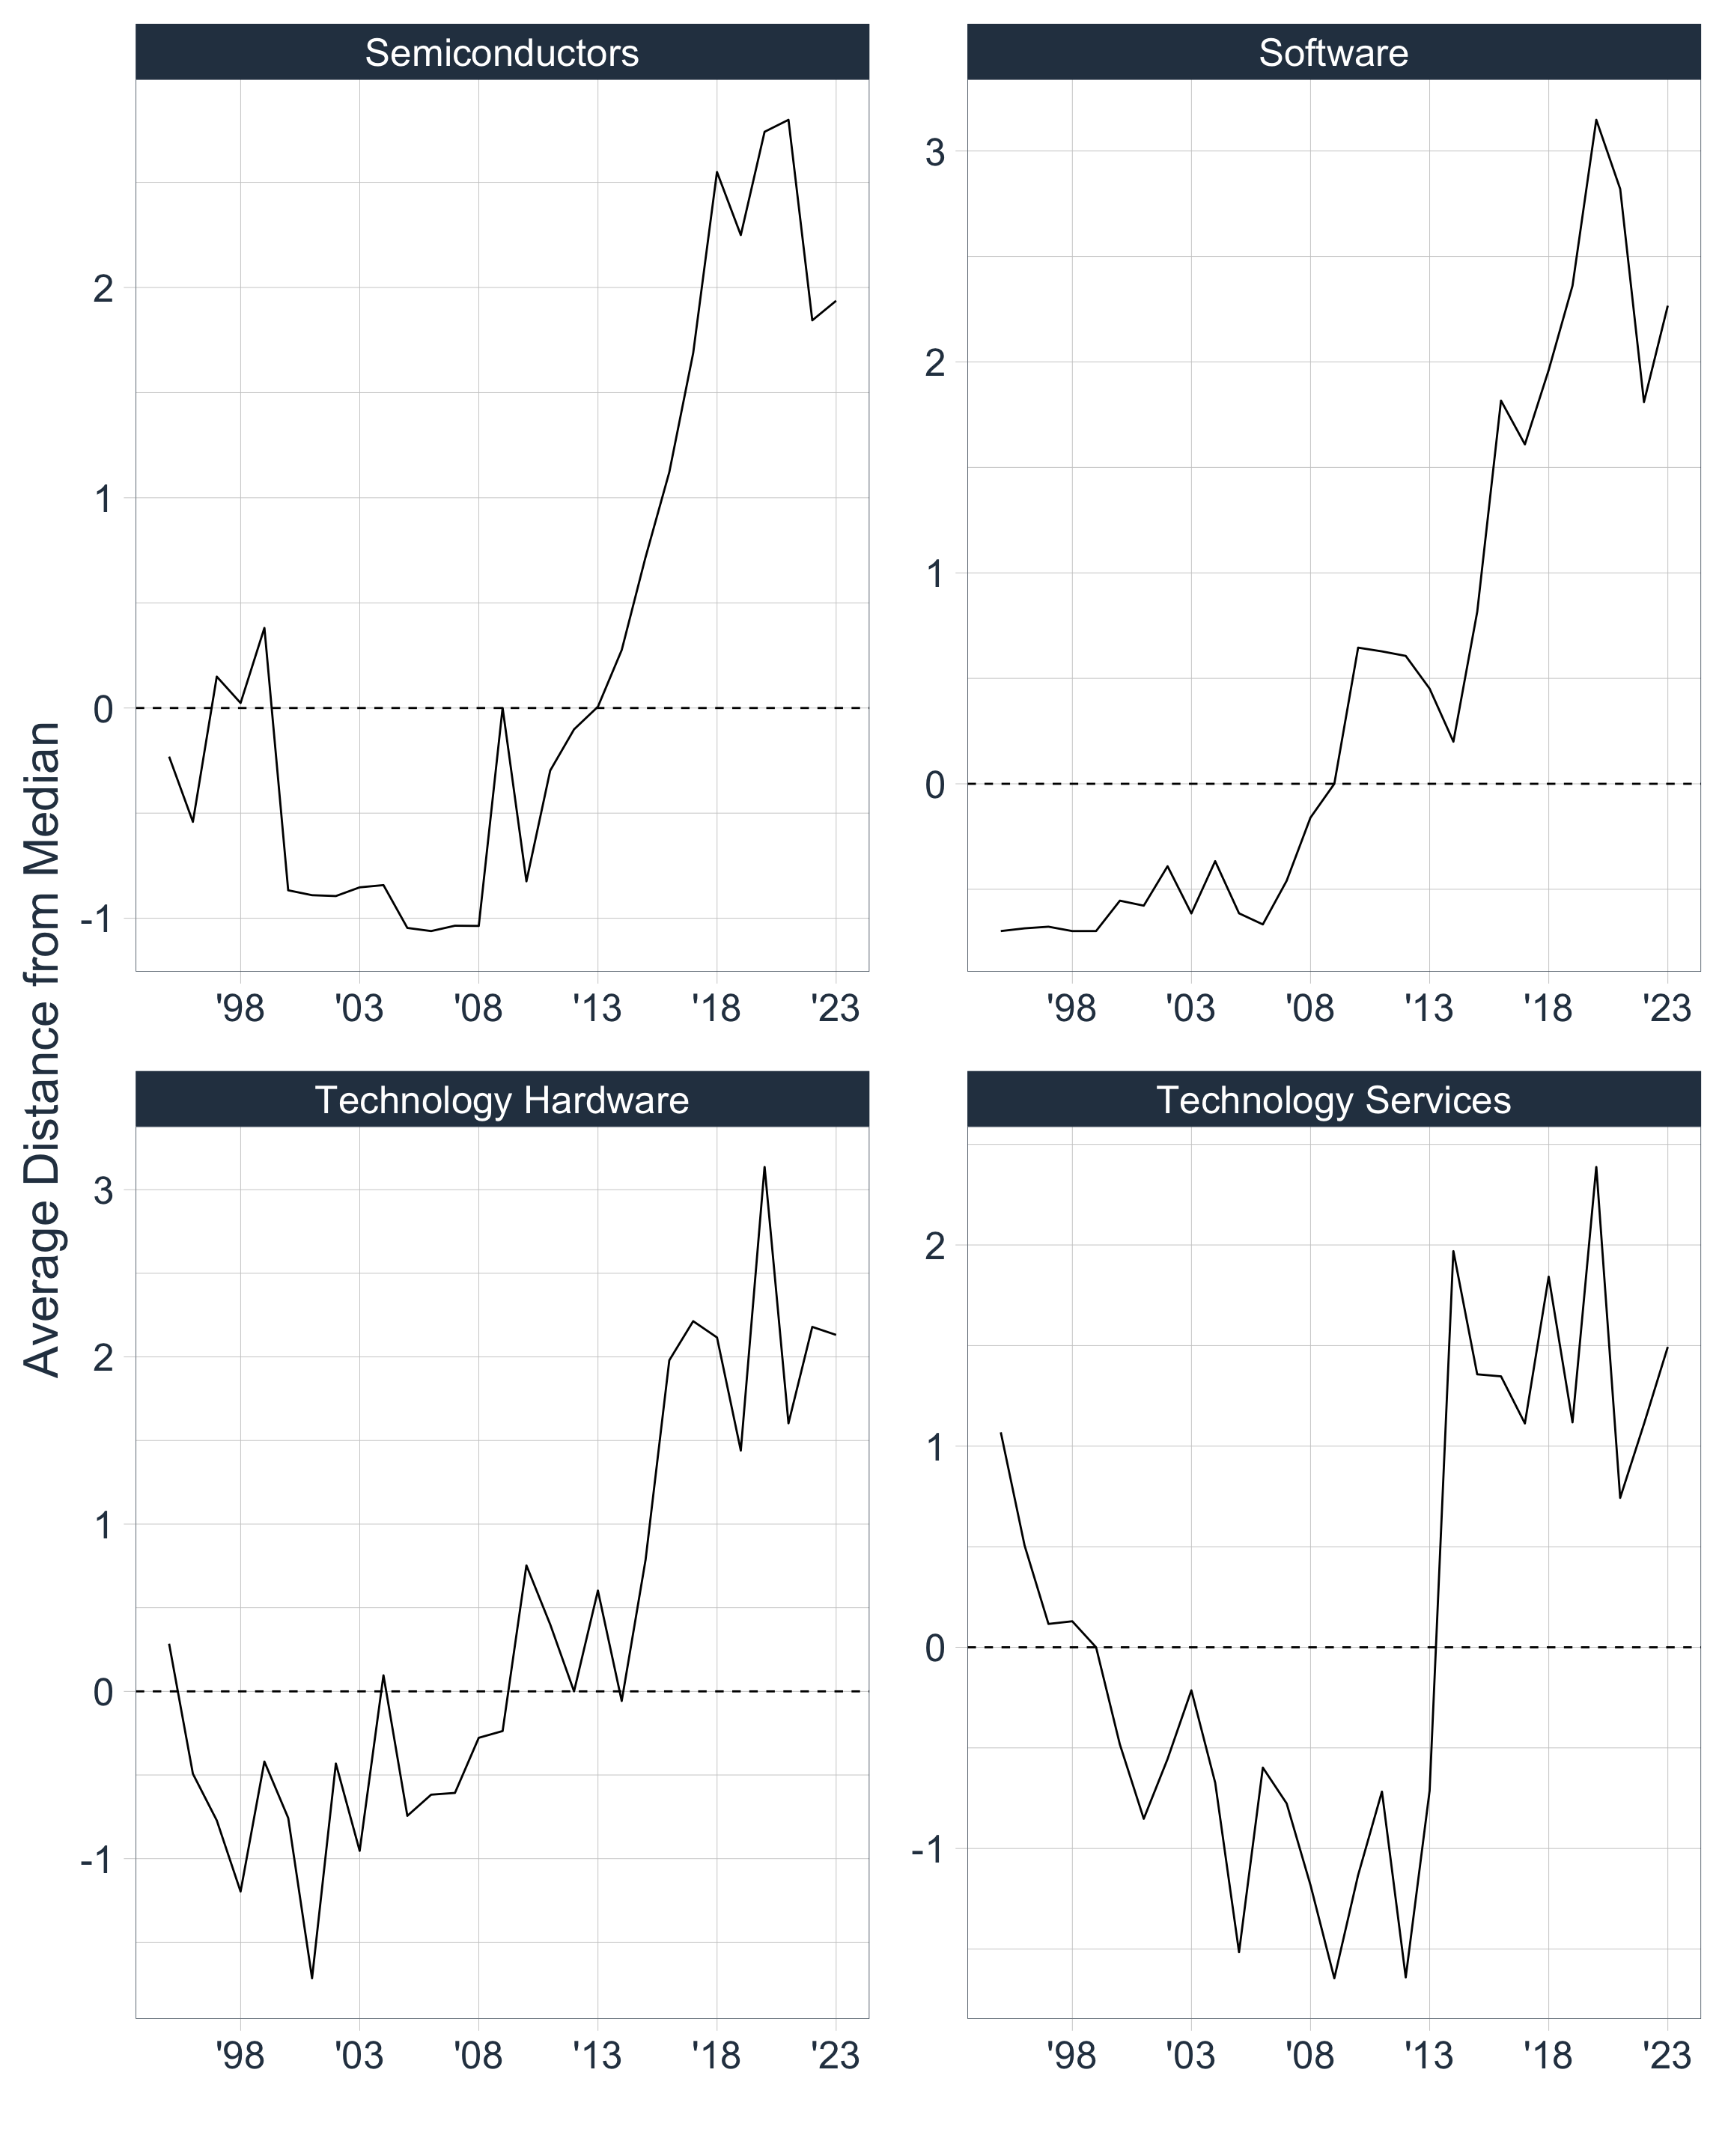 Average Distance from Median
Semiconductors
2
1
0
-1
'98 '03 '08 '13 '18 '23
Software
3
2
1
0
'98 '03 '08 '13 '18 '23
Technology Hardware
3
2
1
0
-1
'98 '03 '08 '13 '18 '23
Technology Services
2
1
0
-1
'98 '03 '08 '13 '18 '23